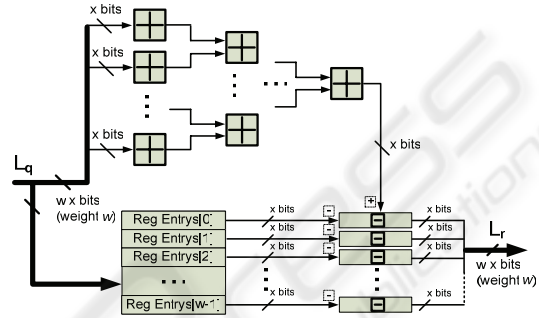 x bits
x bits
x bits
x bits
Lq
w x bits
(weight w)
x bits
+
Reg Entrys[0]
Reg Entrys[1]
Reg Entrys[2]
Reg Entrys[w-1]
x bits
x bits
x bits
x bits
-
-
-
-
x bits
x bits
x bits
x bits
Lr
w x bits
(weight w)